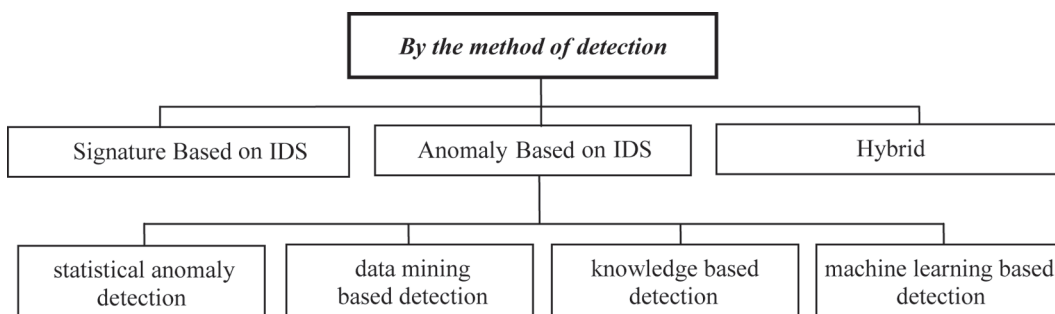 By the method of detection
Signature Based on IDS
Anomaly Based on IDS
Hybrid
statistical anomaly
detection
data mining
based detection
knowledge based
detection
machine learning based
detection